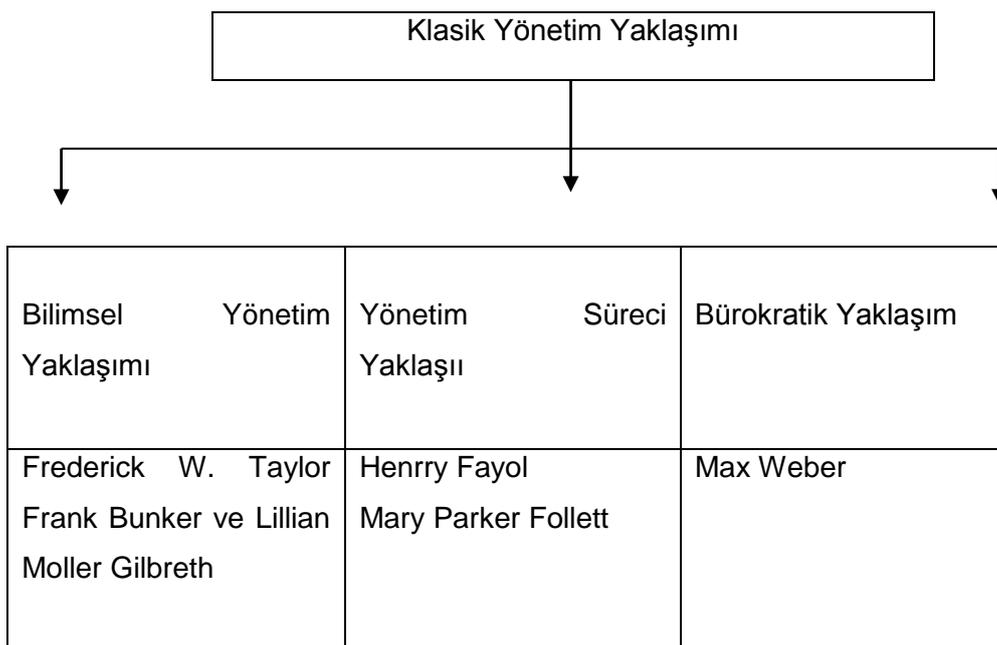 Klasik Yönetim Yaklaşımı
Bilimsel Yönetim
Yaklaşımı
Yönetim Süreci
Yaklaşıı
Bürokratik Yaklaşım
Frederick W. Taylor
Frank Bunker ve Lillian
Moller Gilbreth
Henrry Fayol
Mary Parker Follett
Max Weber